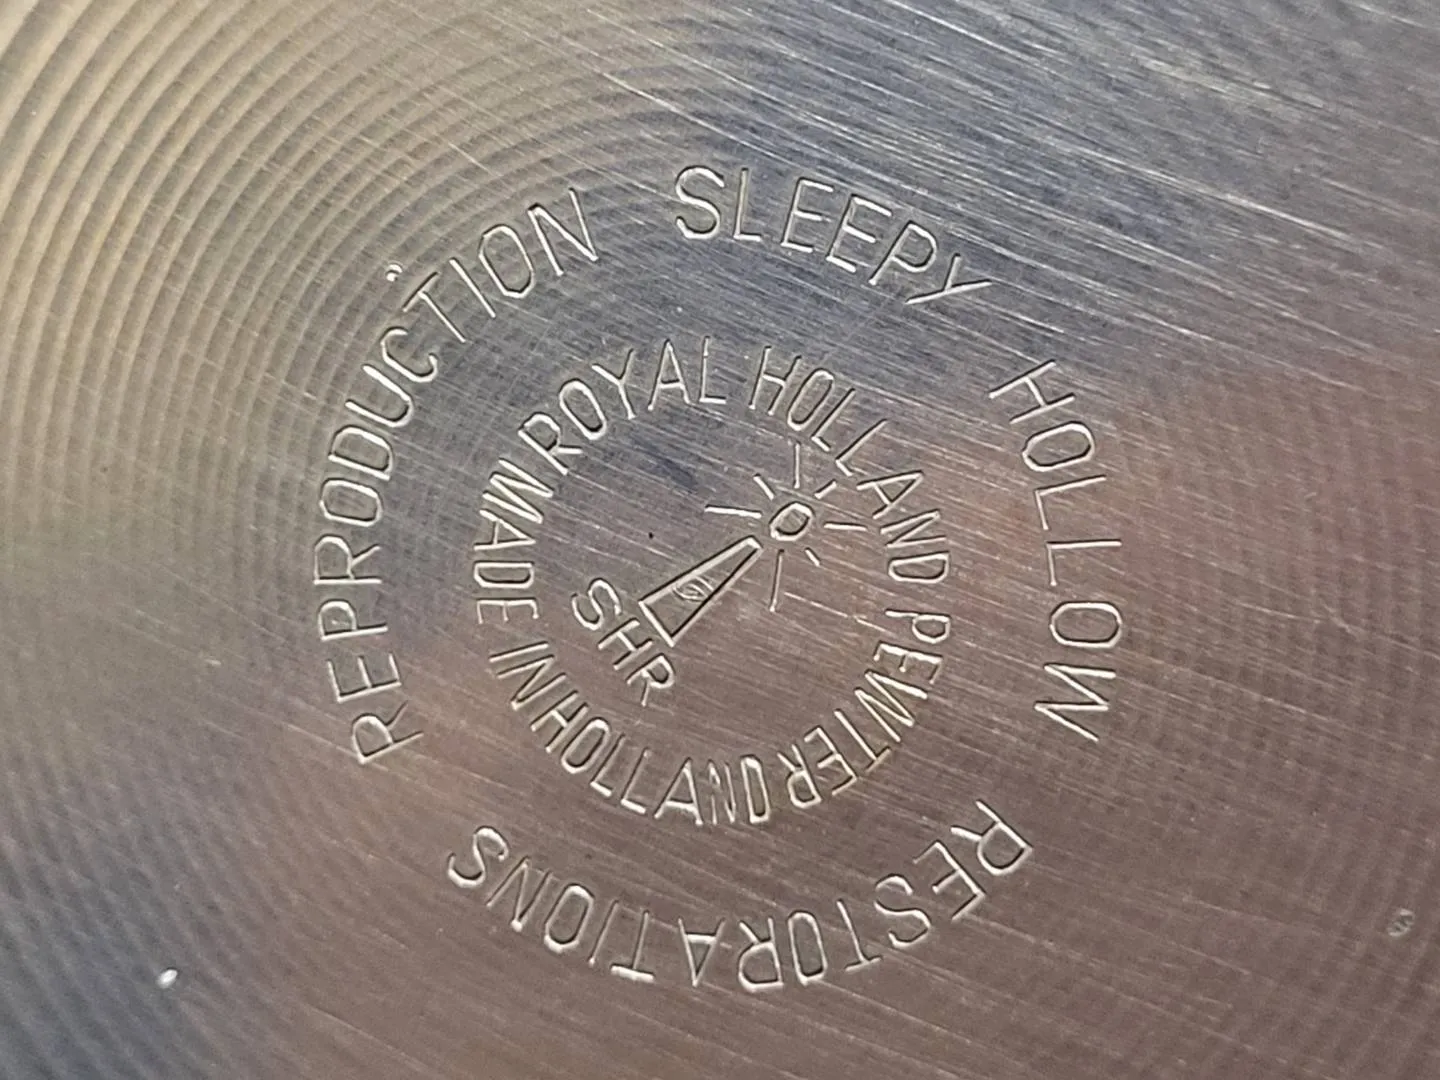 REPRODUCTION SLEEPY HOLLOW RESTORATIONS
ROYAL HOLLAND PEWTER
MADE IN HOLLAND
SHR